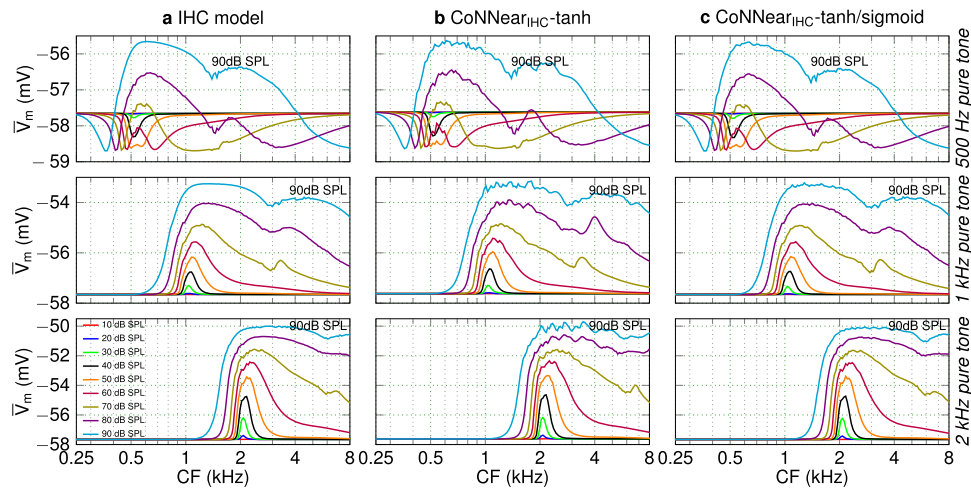 a IHC model
b CoNNearIHC-tanh
c CoNNearIHC-tanh/sigmoid
−56
−57
−58
−59
V̅m (mV)
90dB SPL
90dB SPL
90dB SPL
500 Hz pure tone
−54
−56
−58
V̅m (mV)
90dB SPL
90dB SPL
90dB SPL
1 kHz pure tone
−50
−52
−54
−56
−58
V̅m (mV)
90dB SPL
90dB SPL
90dB SPL
2 kHz pure tone
10 dB SPL
20 dB SPL
30 dB SPL
40 dB SPL
50 dB SPL
60 dB SPL
70 dB SPL
80 dB SPL
90 dB SPL
0.25 0.5 1 2 4 8
0.25 0.5 1 2 4 8
0.25 0.5 1 2 4 8
CF (kHz)
CF (kHz)
CF (kHz)